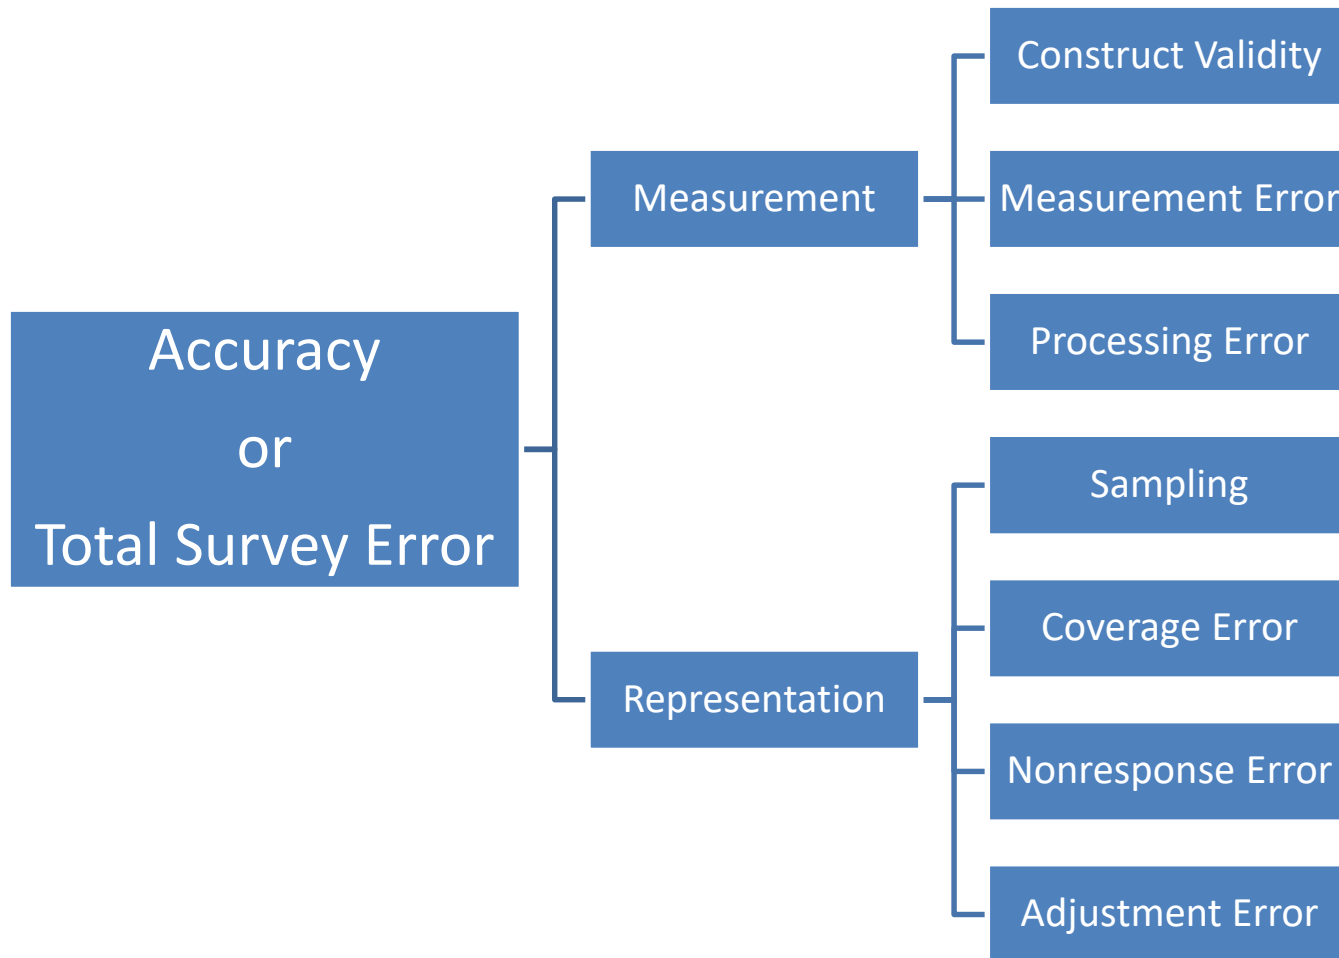 Accuracy
or
Total Survey Error
Measurement
Construct Validity
Measurement Error
Processing Error
Representation
Sampling
Coverage Error
Nonresponse Error
Adjustment Error